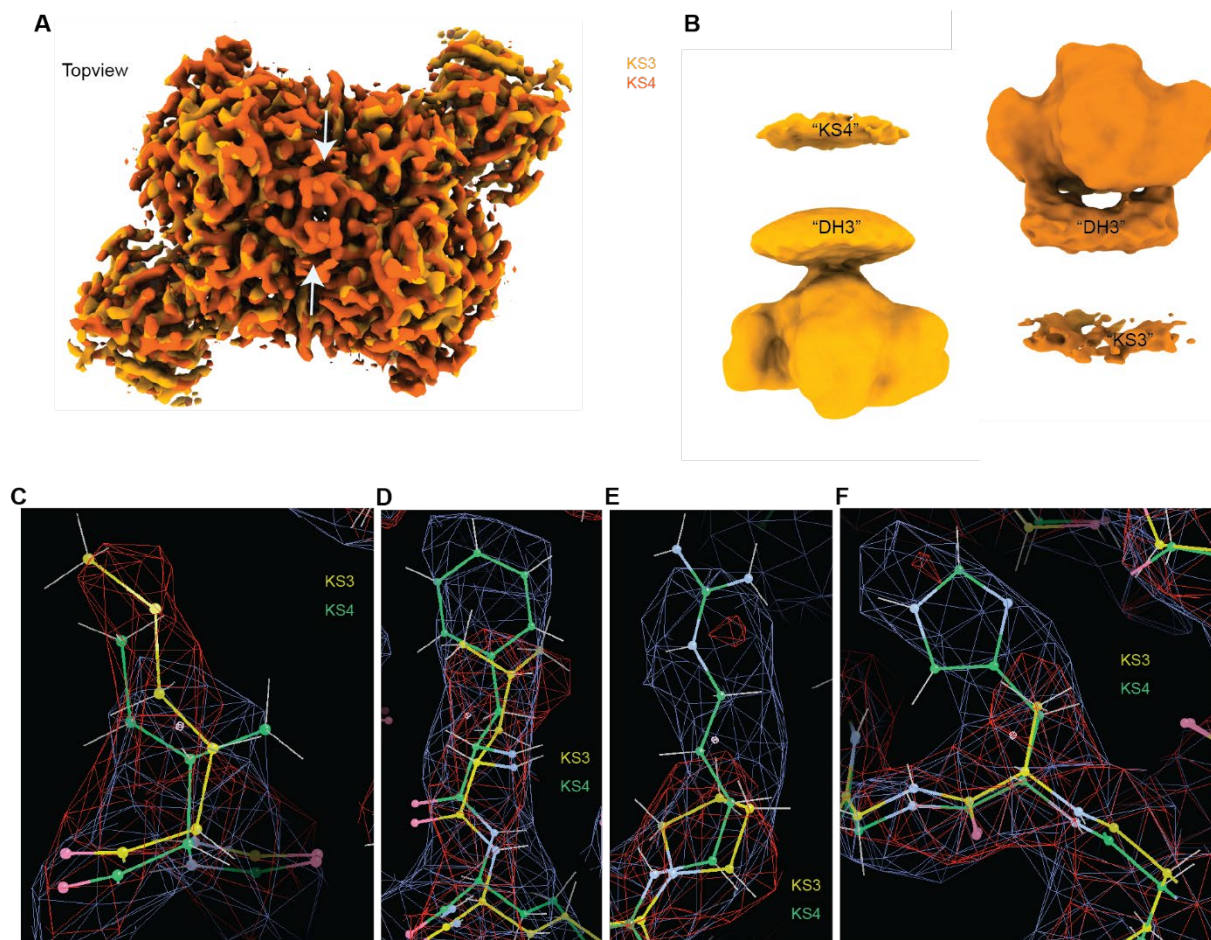 A
Topview
KS3
KS4
B
“KS4”
“DH3”
“DH3”
“KS3”
C
KS3
KS4
D
KS3
KS4
E
KS3
KS4
F
KS3
KS4